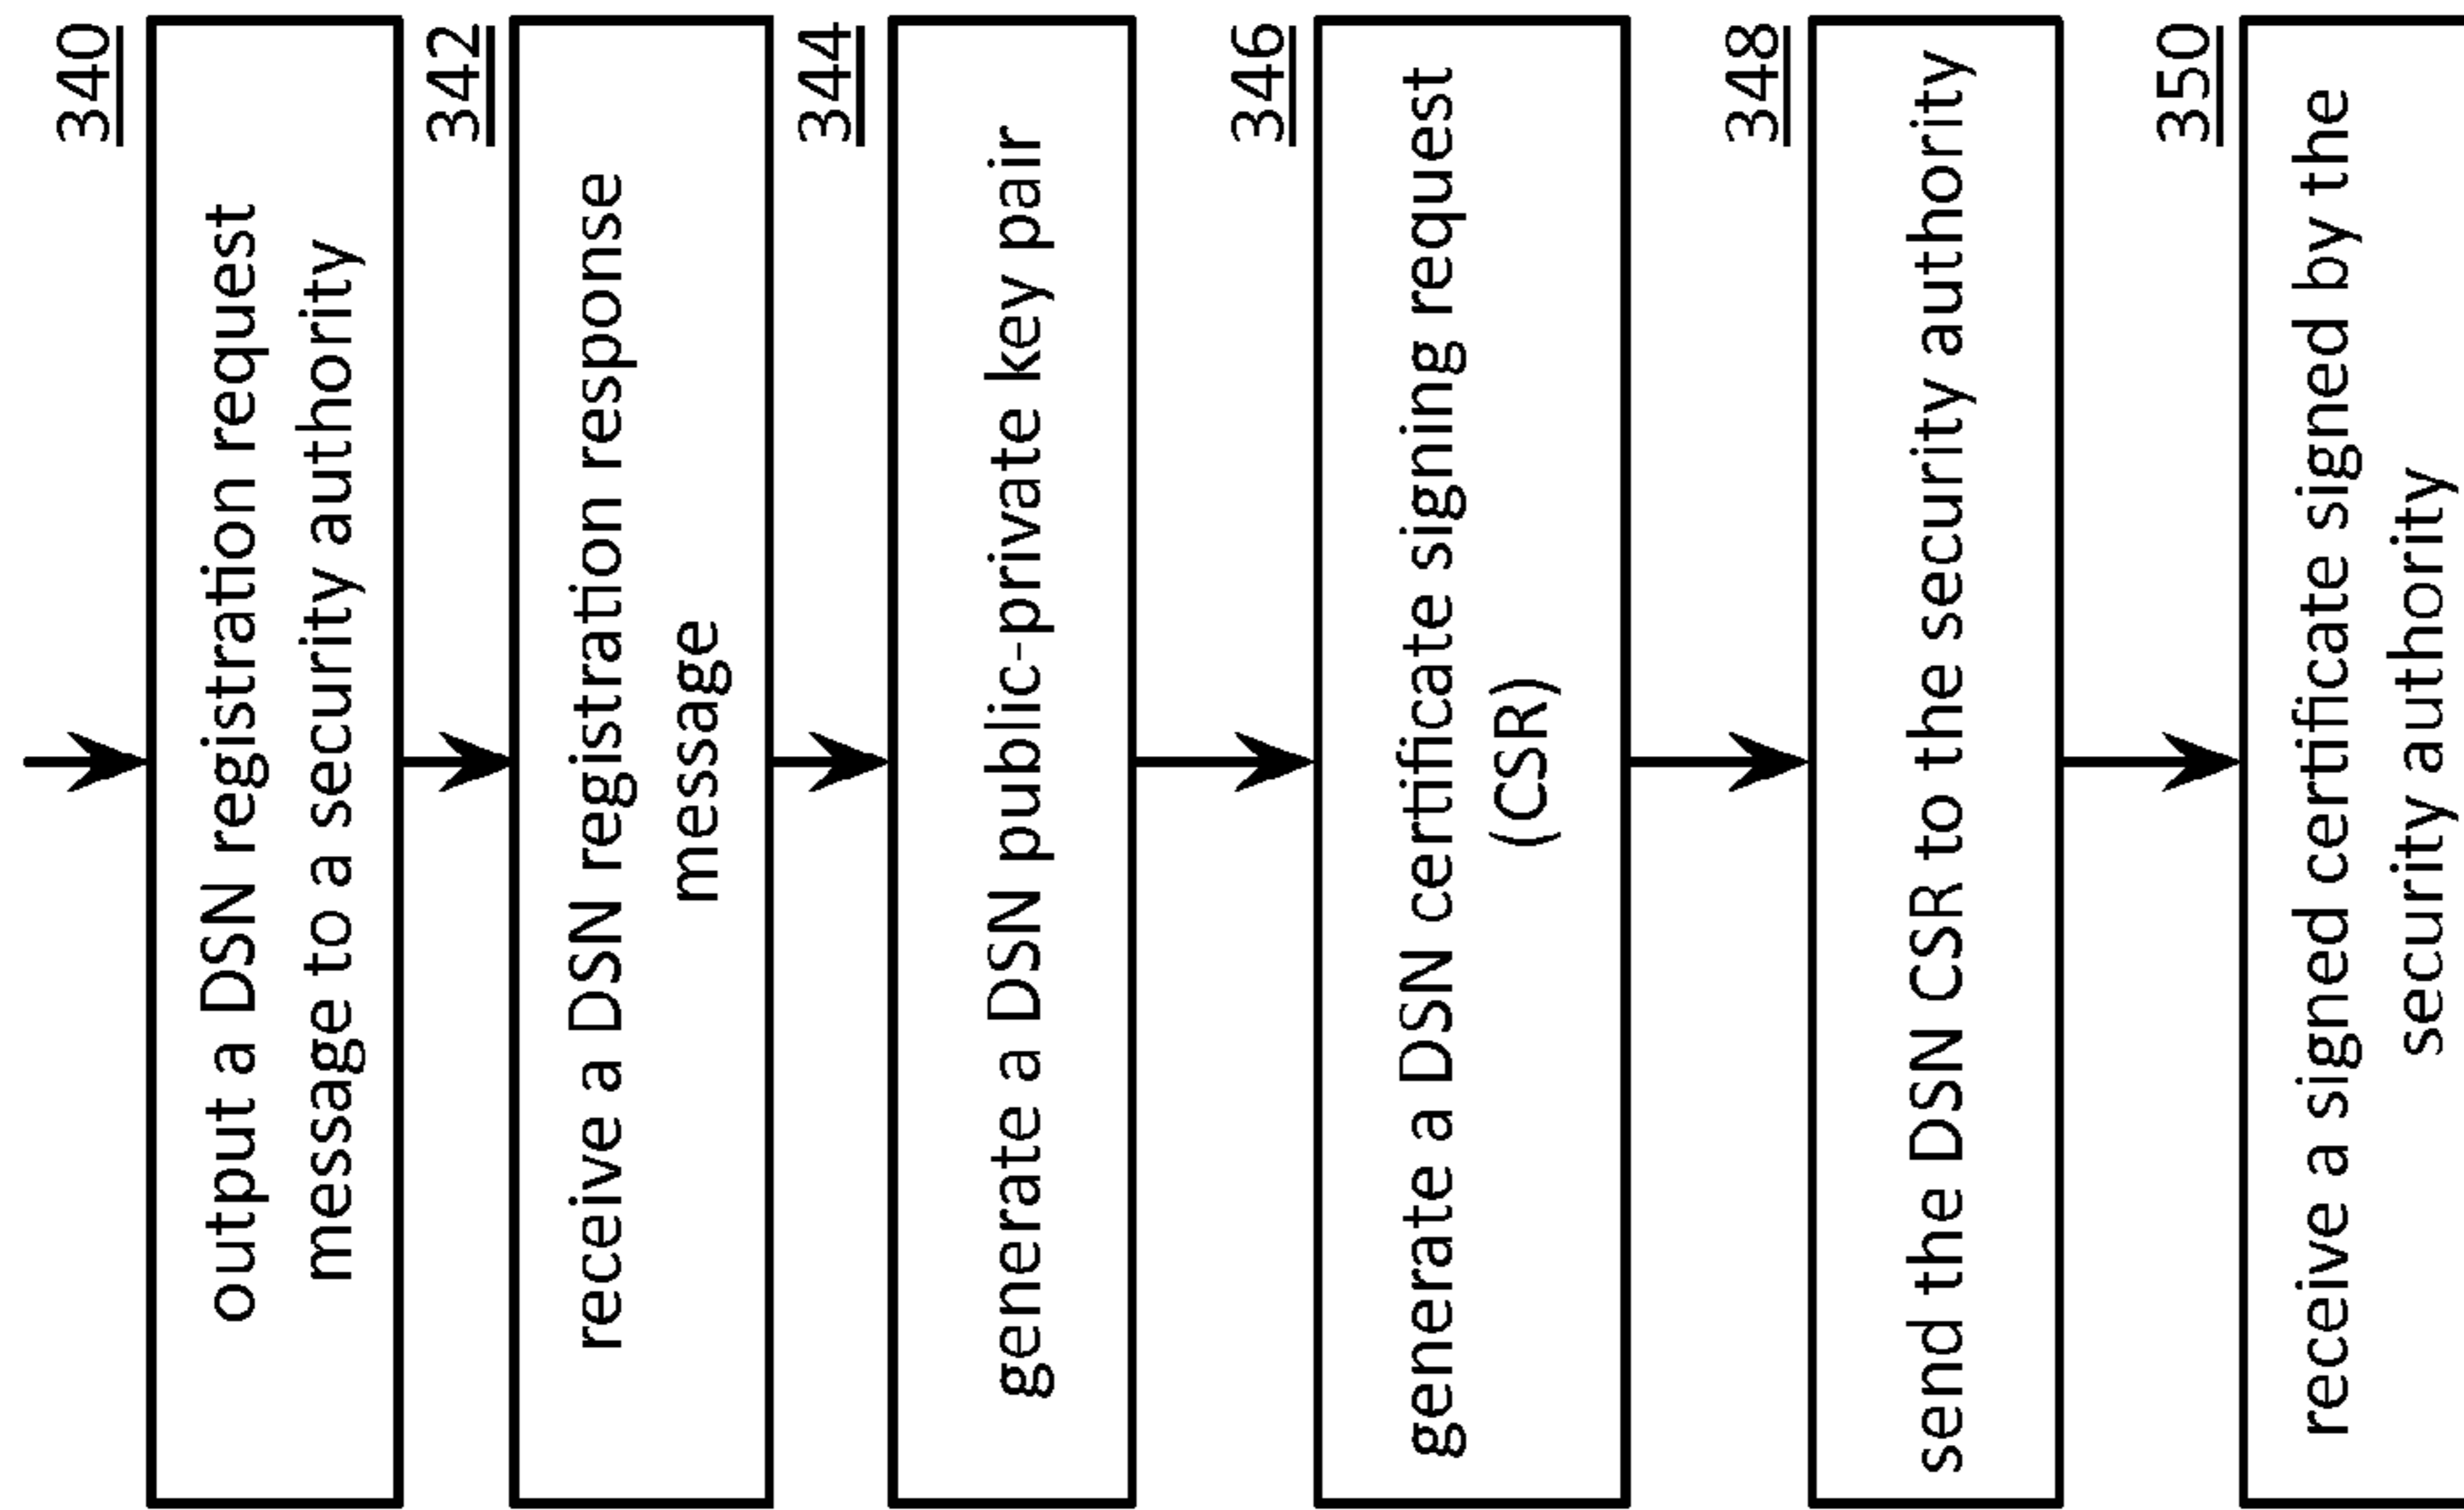 340
output a DSN registration request
message to a security authority
342
receive a DSN registration response
message
344
generate a DSN public-private key pair
346
generate a DSN certificate signing request
(CSR)
348
send the DSN CSR to the security authority
350
receive a signed certificate signed by the
security authority